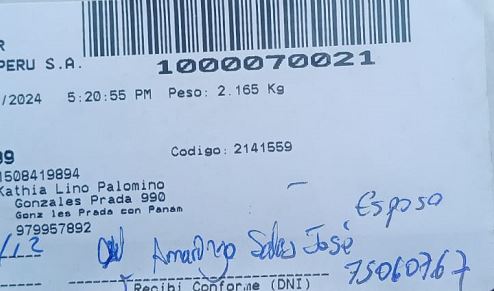 R
PERU S.A.
1000070021
/2024 5:20:55 PM Peso: 2.165 Kg
99 Codigo: 2141559
1508419894
Kathia Lino Palomino
Gonzales Prada 990
Gonz les Prada con Panam
979957892
Esposo
Salas José
75060767
Recibi Conforme (DNI)